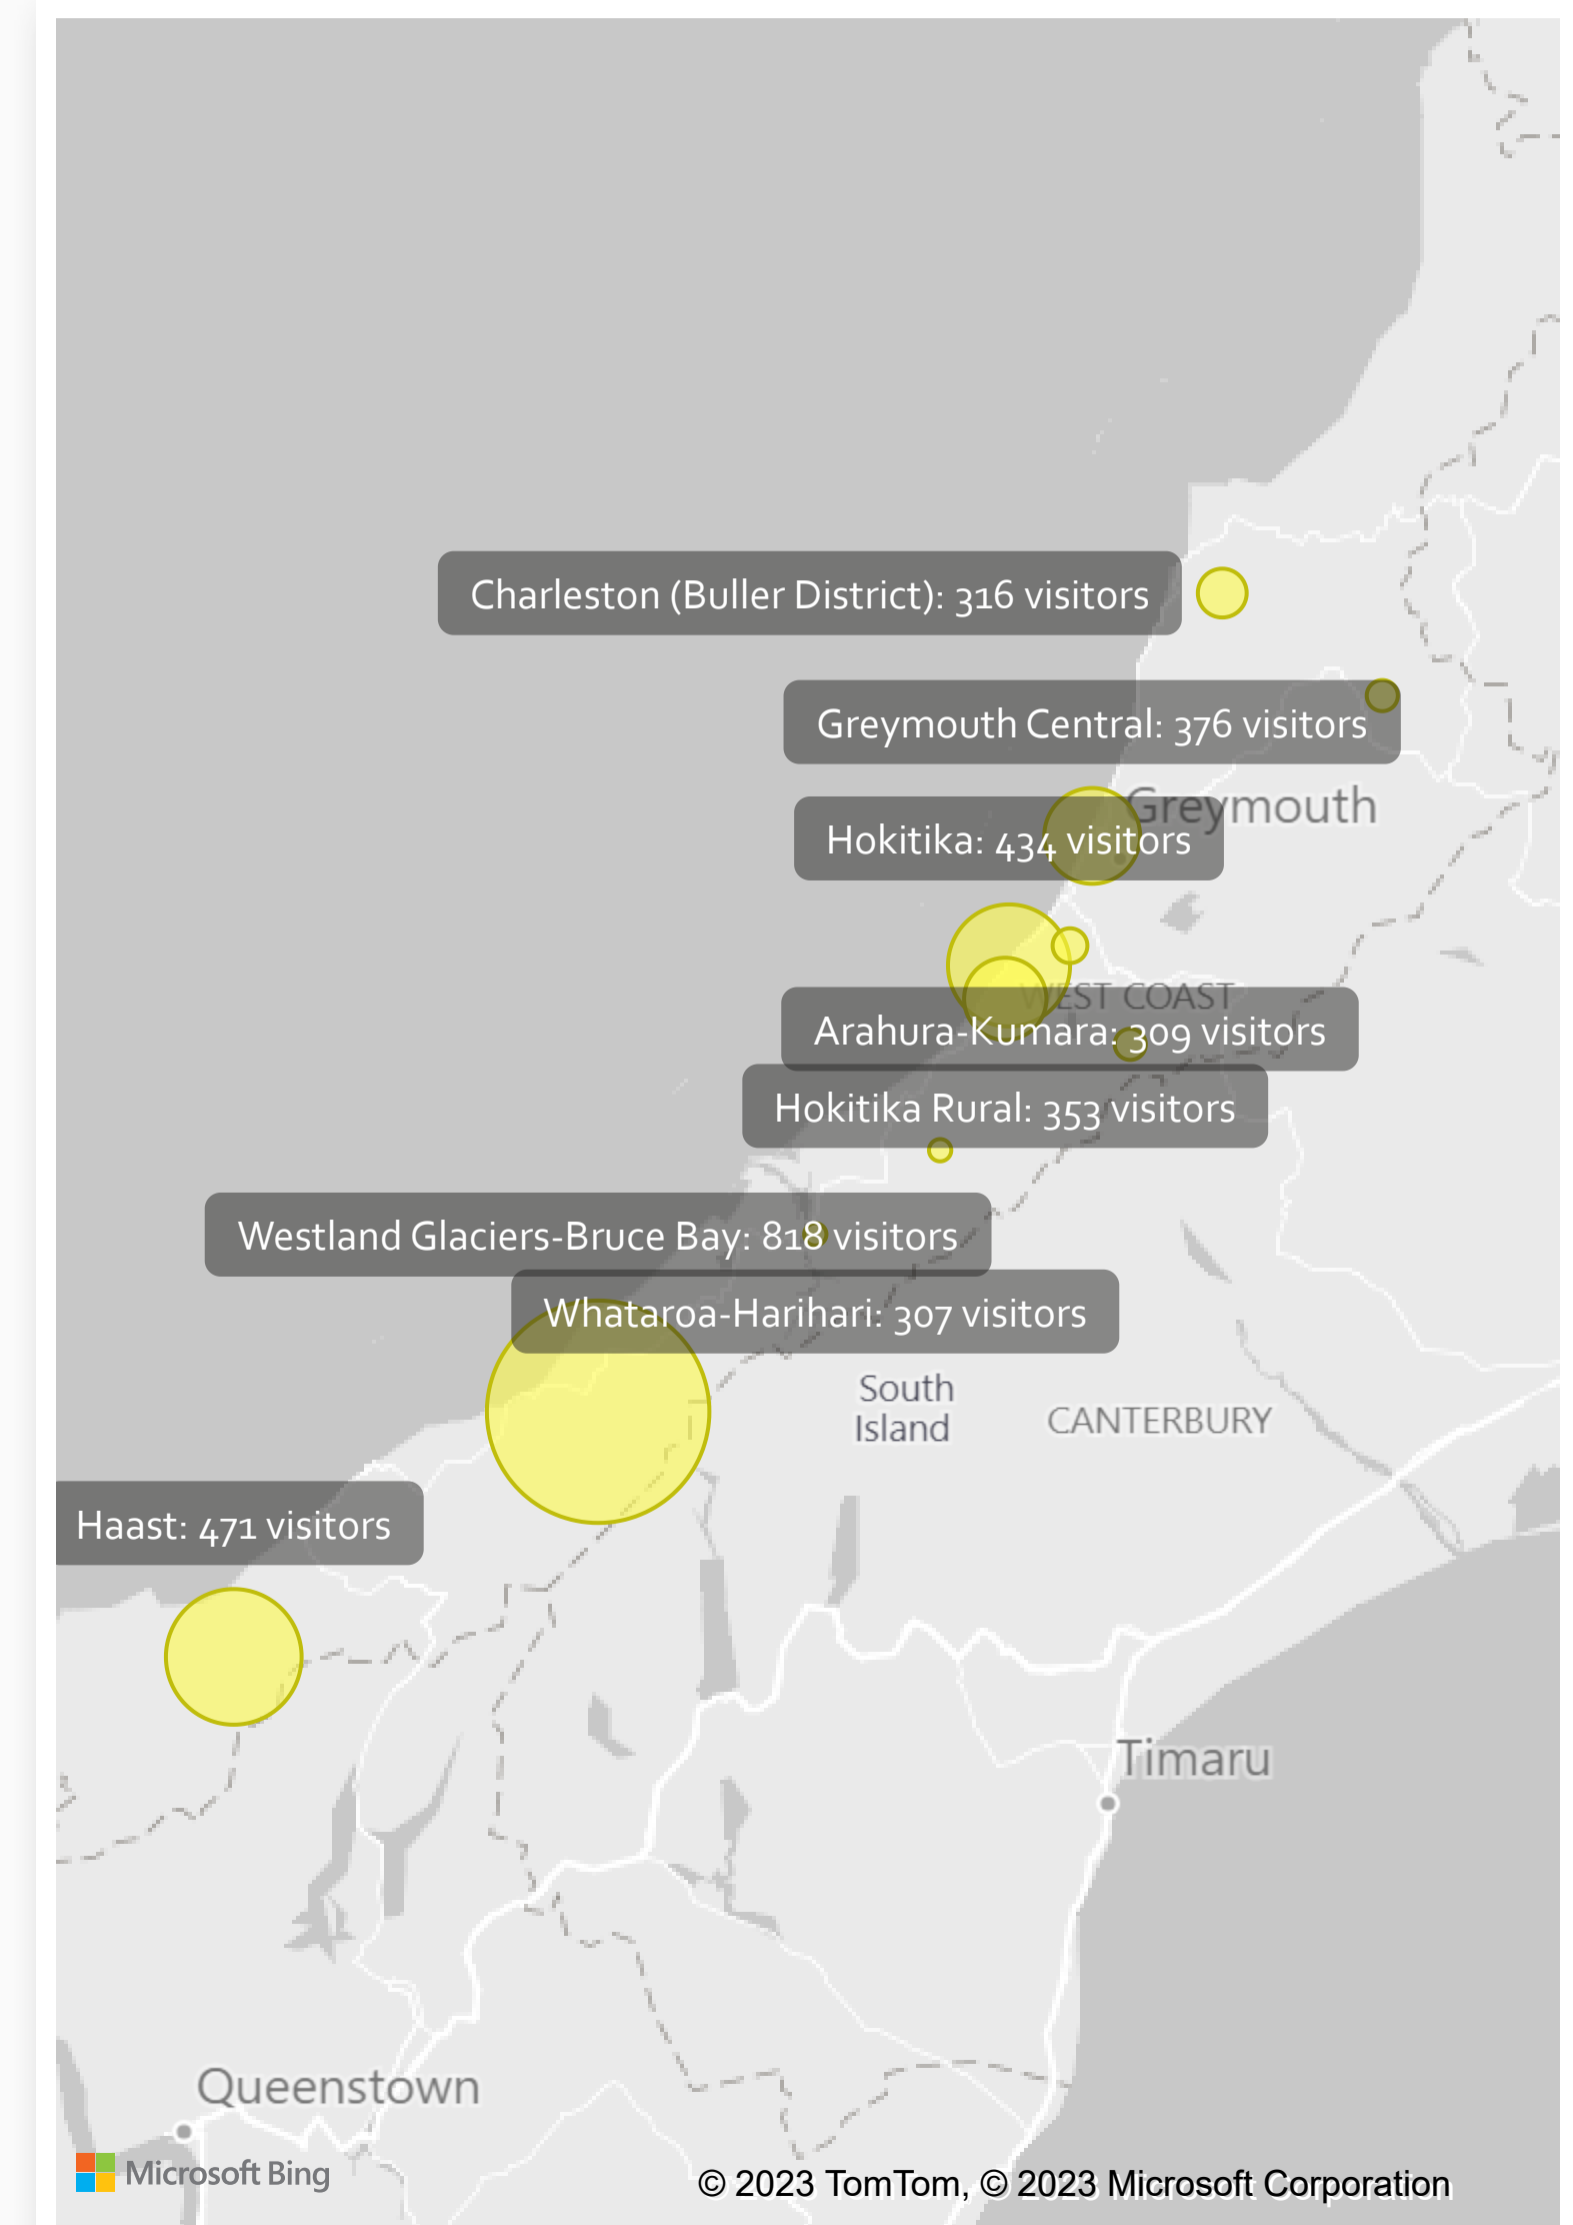 Charleston (Buller District): 316 visitors
Greymouth Central: 376 visitors
Greymouth
Hokitika: 434 visitors
WEST COAST
Arahura-Kumara: 309 visitors
Hokitika Rural: 353 visitors
Westland Glaciers-Bruce Bay: 818 visitors
Whataroa-Harihari: 307 visitors
South
Island
CANTERBURY
Haast: 471 visitors
Timaru
Queenstown
Microsoft Bing
© 2023 TomTom, © 2023 Microsoft Corporation